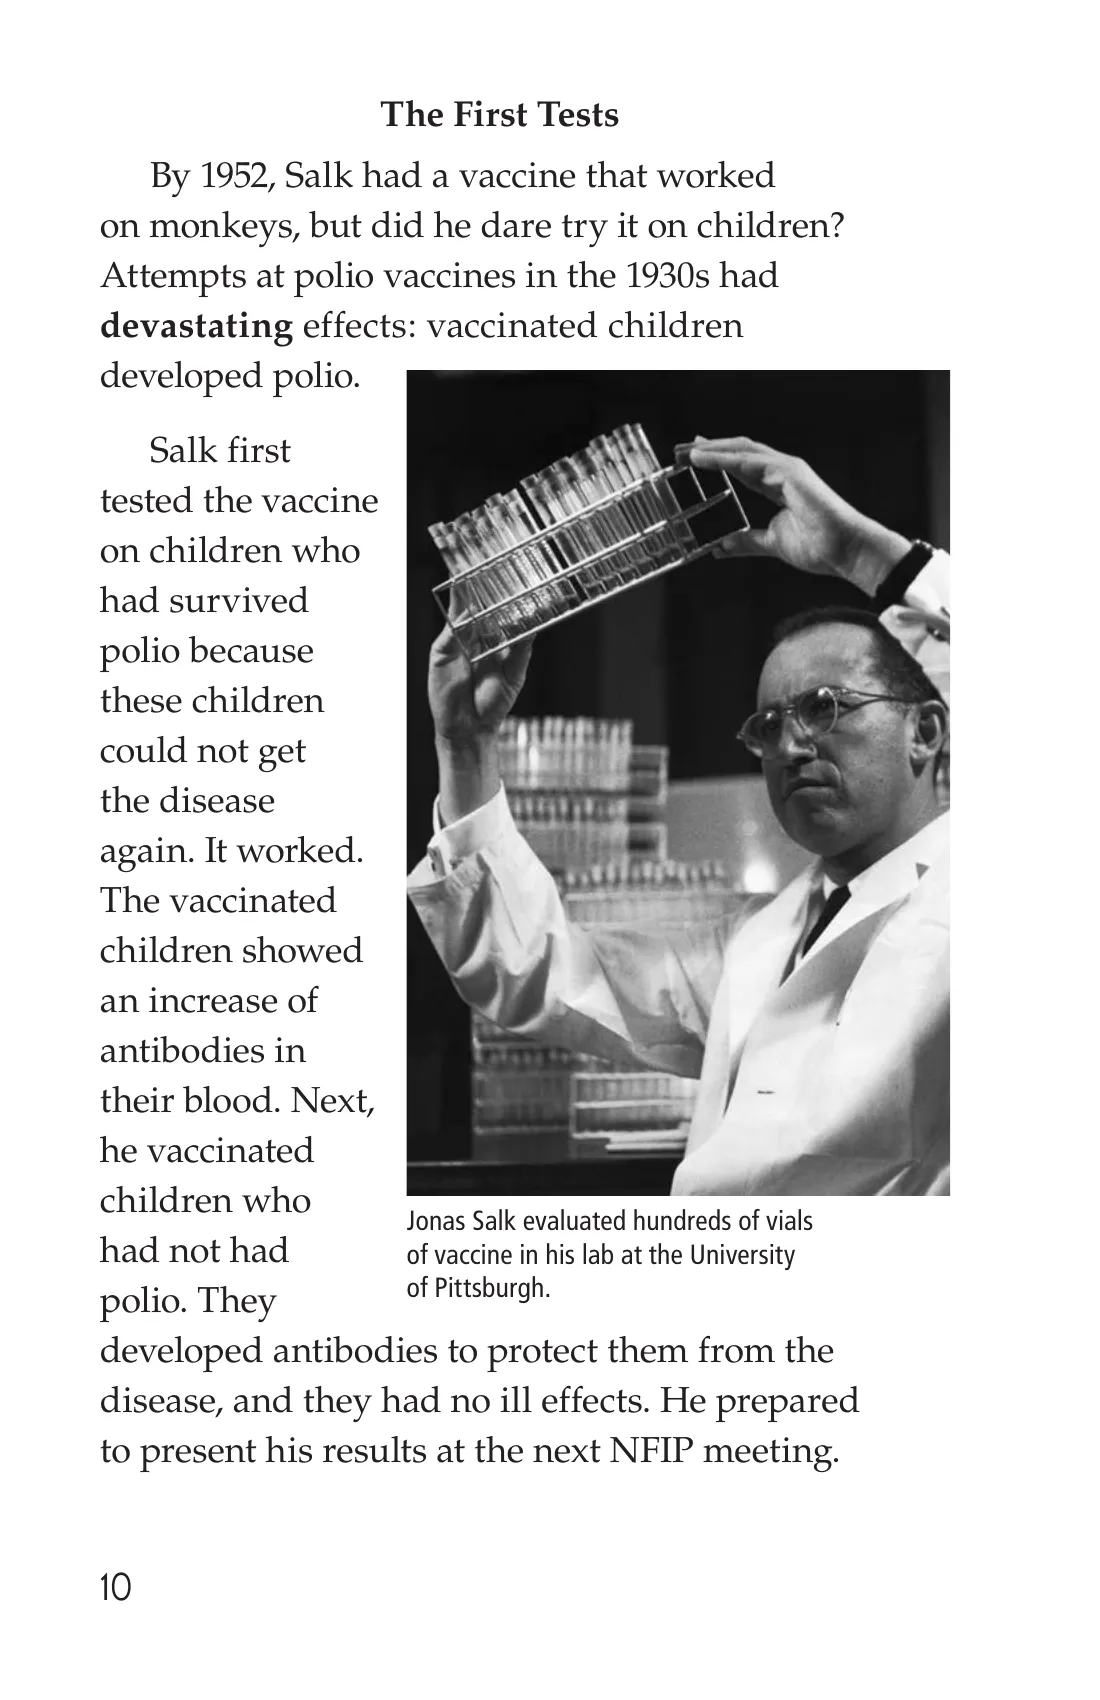 The First Tests
By 1952, Salk had a vaccine that worked
on monkeys, but did he dare try it on children?
Attempts at polio vaccines in the 1930s had
devastating effects: vaccinated children
developed polio.
Salk first
tested the vaccine
on children who
had survived
polio because
these children
could not get
the disease
again. It worked.
The vaccinated
children showed
an increase of
antibodies in
their blood. Next,
he vaccinated
children who
had not had
polio. They
developed antibodies to protect them from the
disease, and they had no ill effects. He prepared
to present his results at the next NFIP meeting.
Jonas Salk evaluated hundreds of vials
of vaccine in his lab at the University
of Pittsburgh.
10